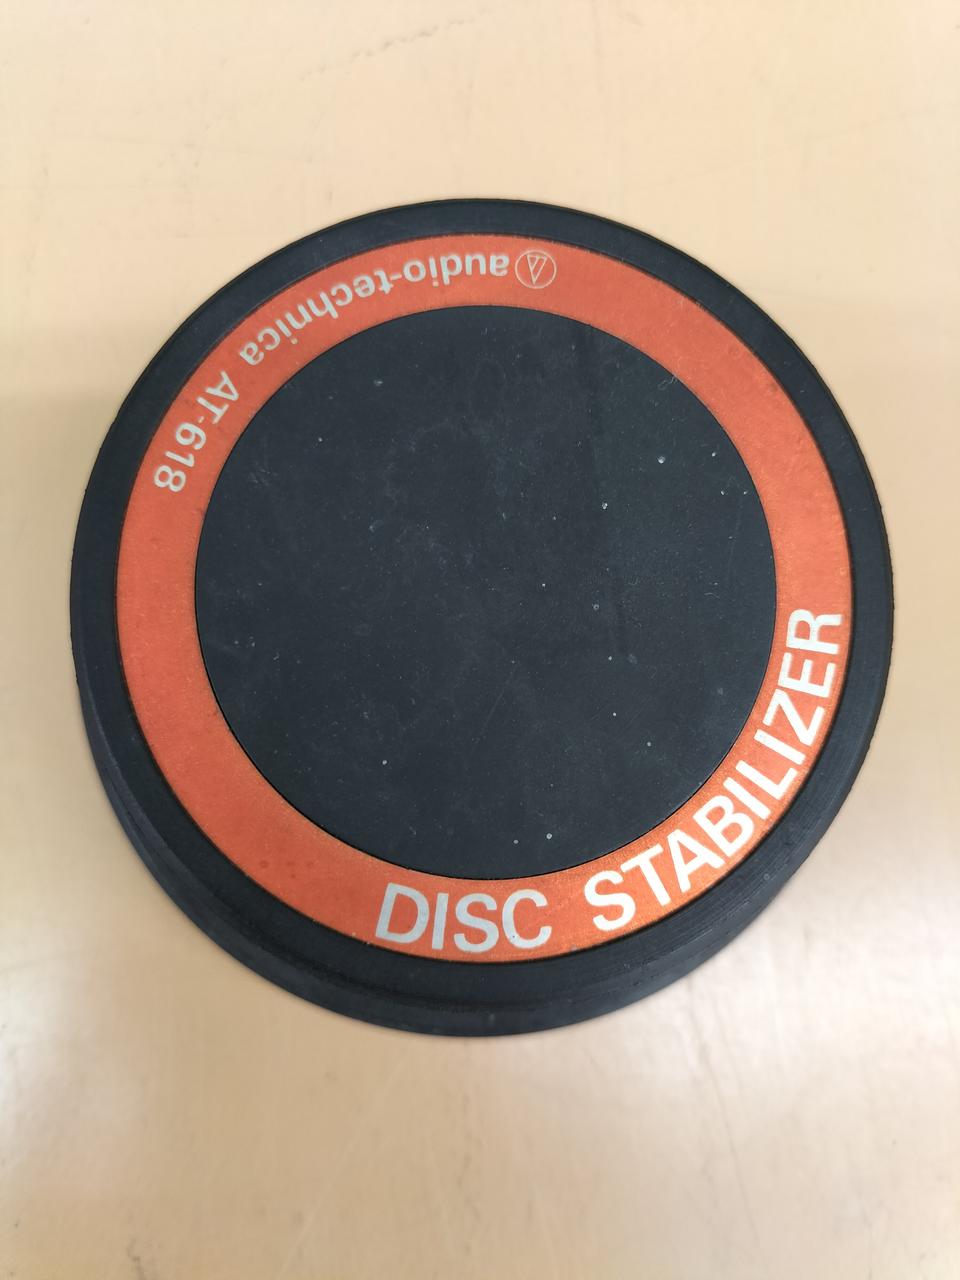 audio-technica AT-618
DISC STABILIZER